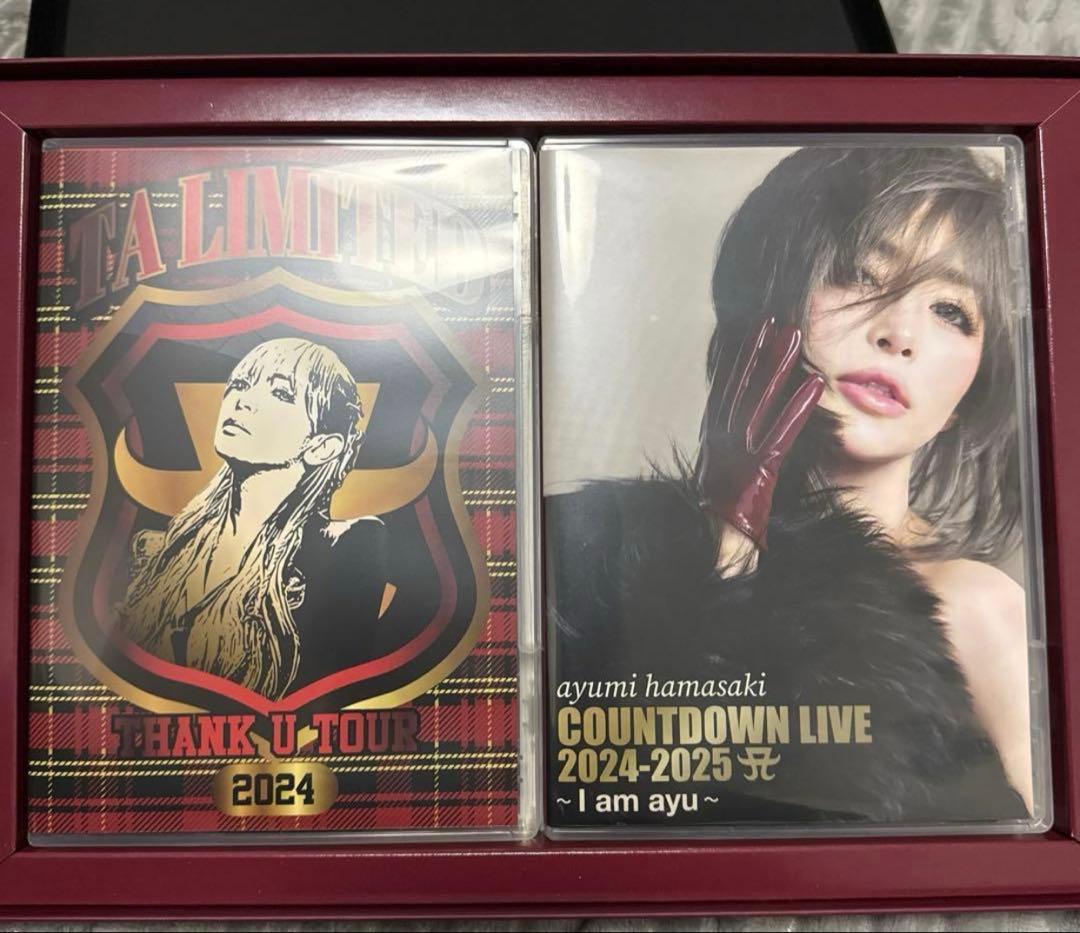 TA LIMITED
THANK U TOUR
2024
ayumi hamasaki
COUNTDOWN LIVE
2024-2025
~I am ayu~